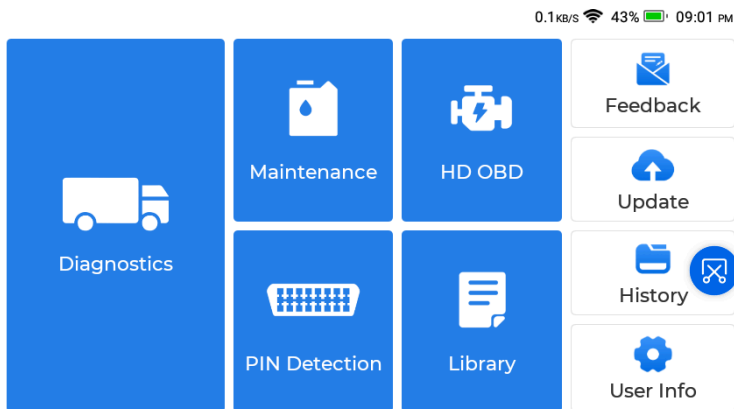 0.1KB/S 43% 09:01 PM
Diagnostics
Maintenance
HD OBD
PIN Detection
Library
Feedback
Update
History
User Info